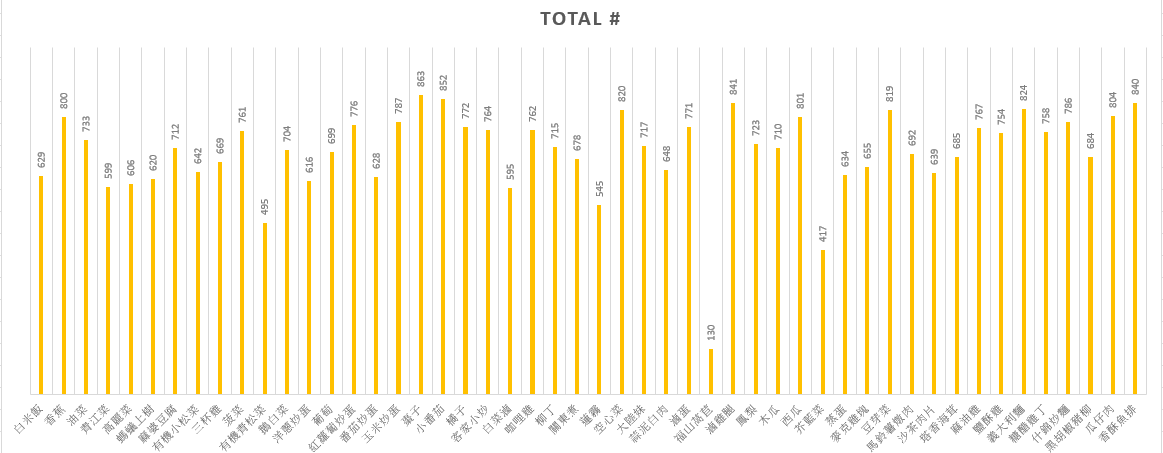 TOTAL #
629
800
733
599
606
620
712
642
669
761
495
704
616
699
776
628
787
863
852
772
764
595
762
715
678
545
820
717
648
771
130
841
723
710
801
417
634
655
819
692
639
685
767
754
824
758
786
684
804
840
白米飯
香蕉
油菜
青江菜
高麗菜
螞蟻上樹
麻婆豆腐
有機小松菜
三杯雞
菠菜
有機青松菜
鵝白菜
洋蔥炒蛋
葡萄
紅蘿蔔炒蛋
番茄炒蛋
玉米炒蛋
棗子
小番茄
橘子
客家小炒
白菜滷
咖哩雞
柳丁
關東煮
蓮霧
空心菜
大陸妹
蒜泥白肉
滷蛋
福山萵苣
滷雞腿
鳳梨
木瓜
西瓜
芥藍菜
蒸蛋
麥克雞塊
豆芽菜
馬鈴薯燉肉
沙茶肉片
塔香海茸
麻油雞
鹽酥雞
義大利麵
糖醋雞丁
什錦炒麵
黑胡椒豬柳
瓜仔肉
香酥魚排